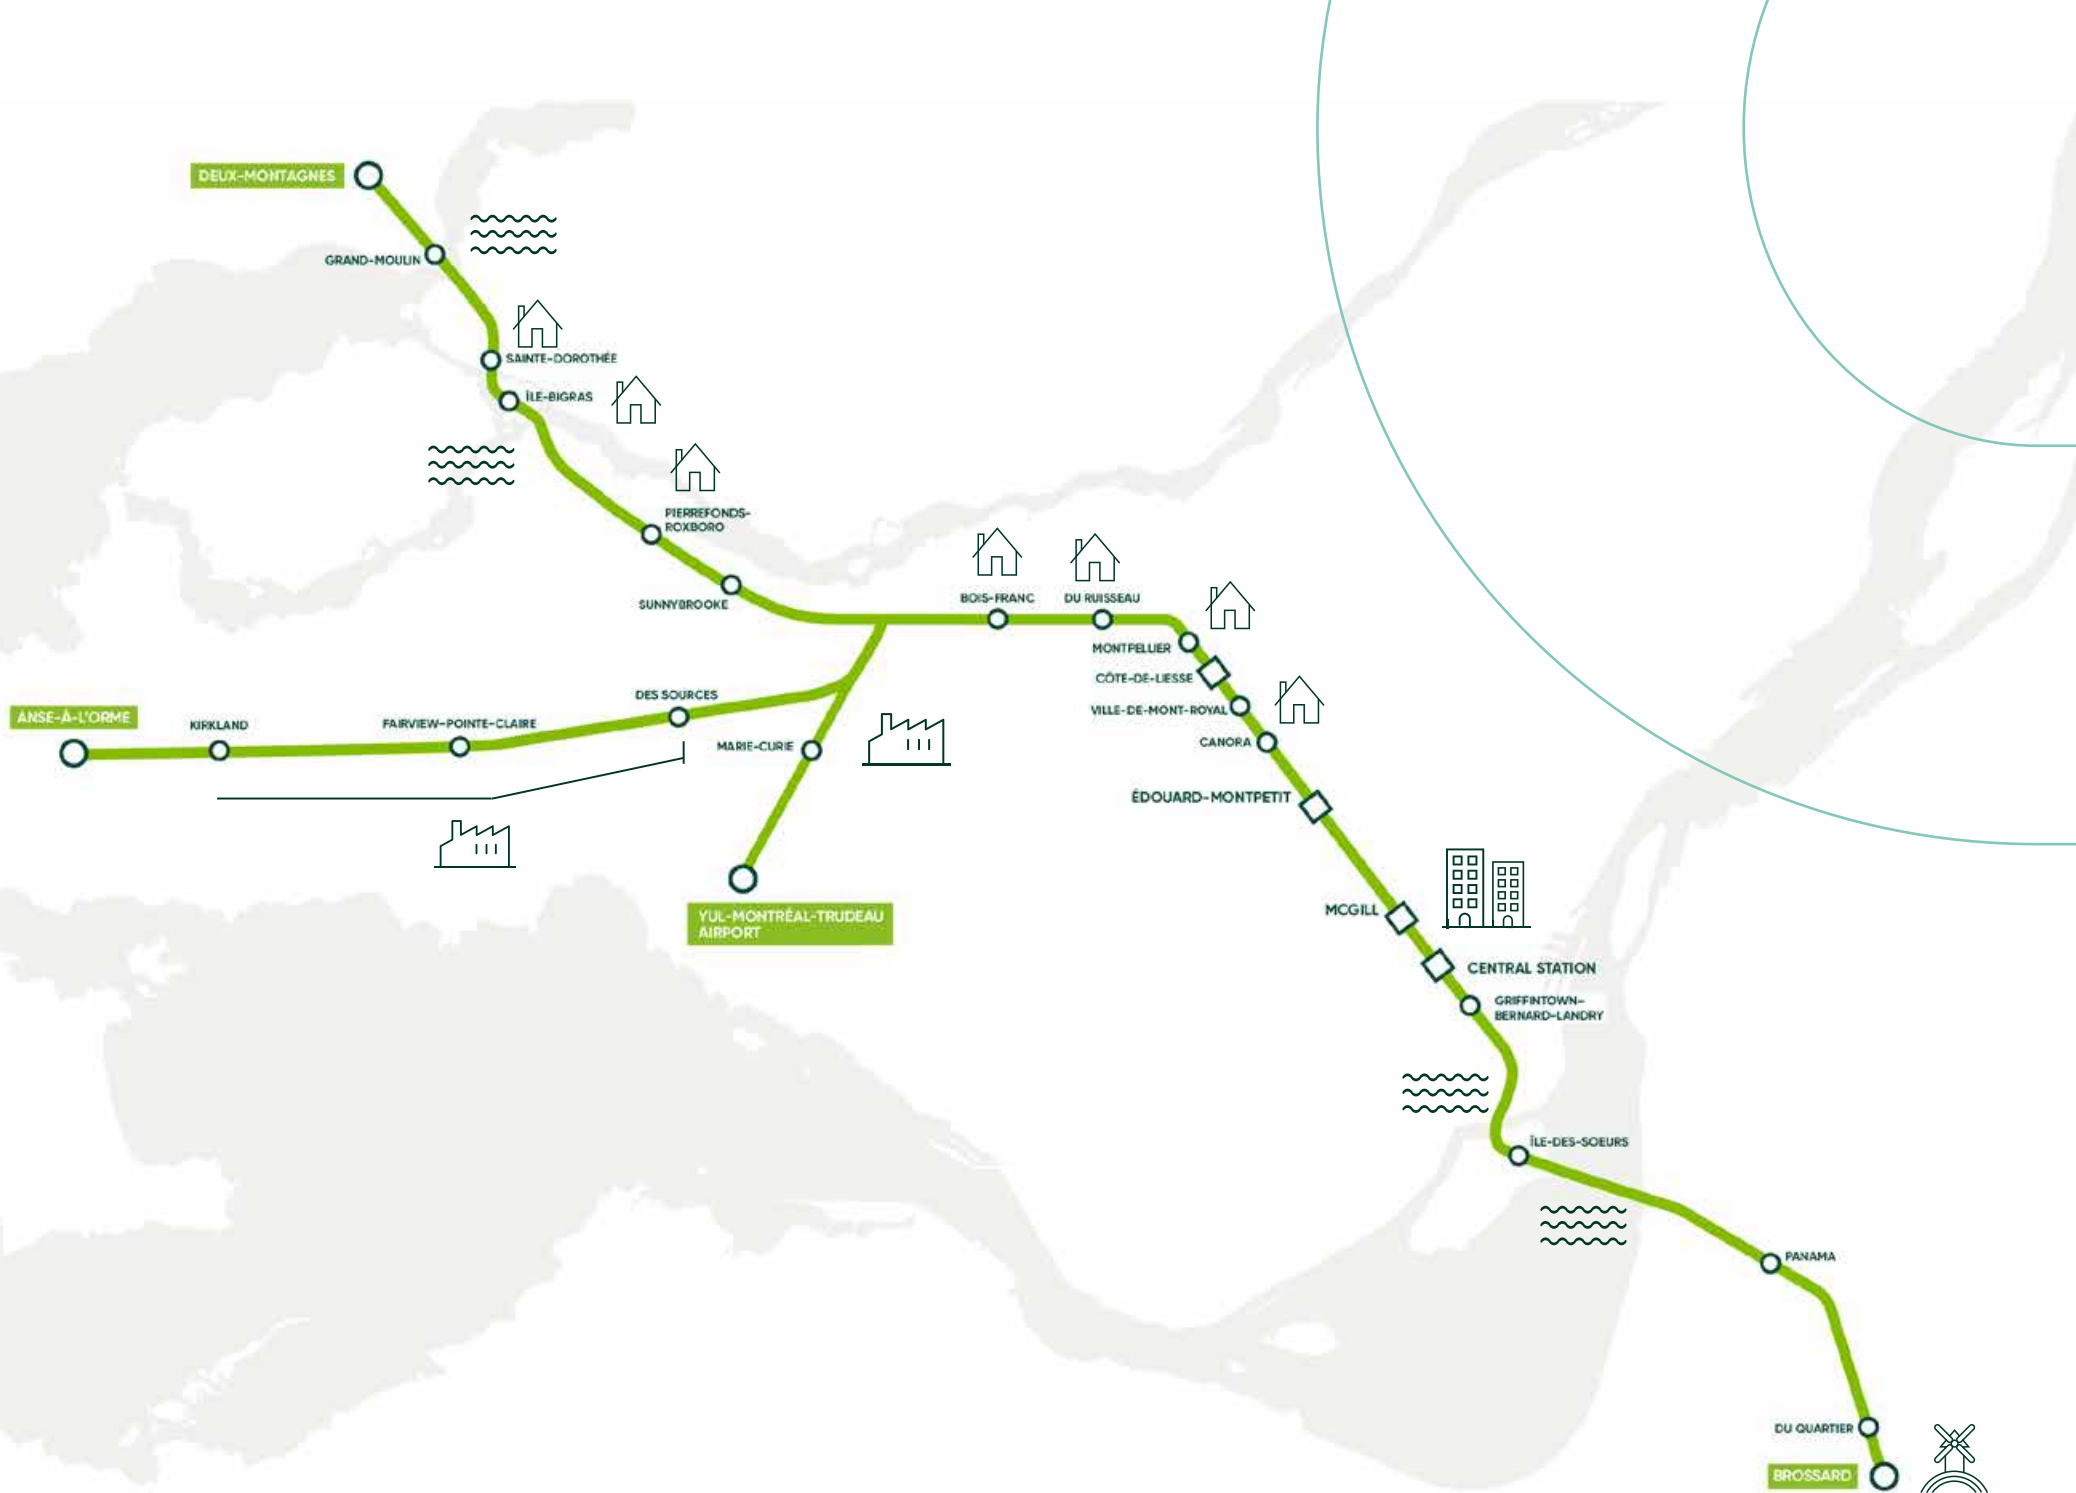 DEUX-MONTAGNES
GRAND-MOULIN
SAINTE-DOROTHÉE
ÎLE-BIGRAS
PIERREFONDS-
ROXBORO
SUNNYBROOKE
BOIS-FRANC
DU RUISSEAU
MONTPELLIER
CÔTE-DE-LIESSE
VILLE-DE-MONT-ROYAL
CANORA
ÉDOUARD-MONTPETIT
ANSE-À-L'ORME
KIRKLAND
FAIRVIEW-POINTE-CLAIRE
DES SOURCES
MARIE-CURIE
YUL-MONTRÉAL-TRUDEAU
AIRPORT
MCGILL
CENTRAL STATION
GRIFFINTOWN-
BERNARD-LANDRY
ÎLE-DES-SOEURS
PANAMA
DU QUARTIER
BROSSARD